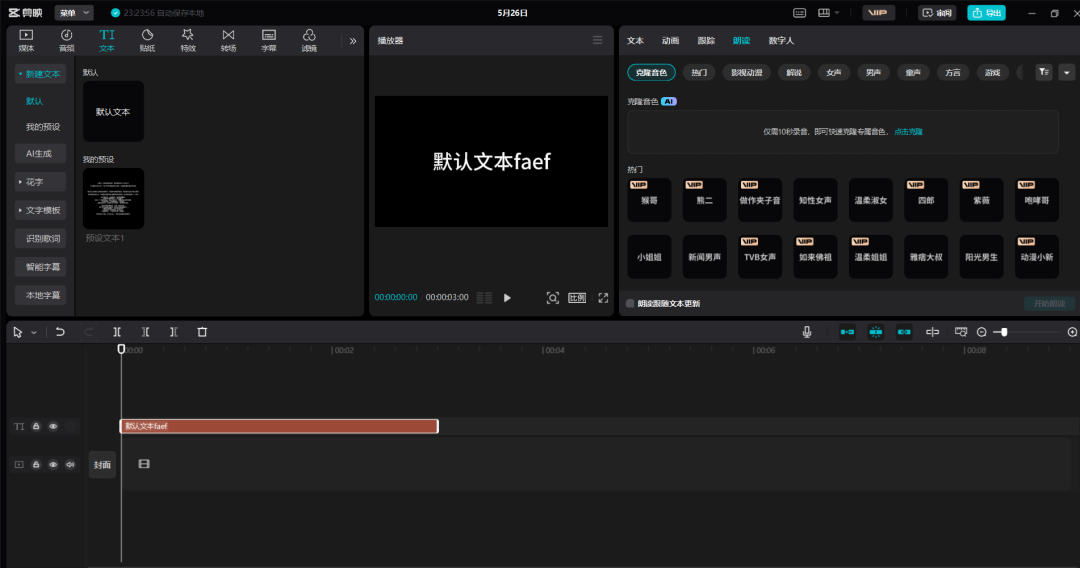 剪映 菜单 23:23:56 自动保存本地 5月26日 VIP 审阅 导出
媒体 音频 文本 贴纸 特效 转场 字幕 滤镜
新建文本
默认
我的预设
AI生成
花字
文字模板
识别歌词
智能字幕
本地字幕
默认
默认文本
我的预设
预设文本1
播放器
默认文本faef
00:00:00:00 00:00:03:00 比例
文本 动画 跟踪 朗读 数字人
克隆音色 热门 影视动漫 解说 女声 男声 童声 方言 游戏
克隆音色 AI
仅需10秒录音，即可快速克隆专属音色，点击克隆
热门
VIP VIP VIP VIP VIP VIP
猴哥 熊二 做作夹子音 知性女声 温柔淑女 四郎 紫薇 咆哮哥
VIP VIP VIP VIP
小姐姐 新闻男声 TVB女声 如来佛祖 温柔姐姐 雅痞大叔 阳光男生 动漫小新
朗读跟随文本更新 开始朗读
00:00 00:02 00:04 00:06 00:08
TI 默认文本faef
封面